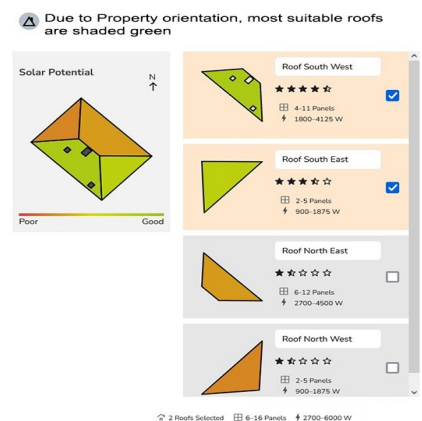 Due to Property orientation, most suitable roofs
are shaded green
Solar Potential
N
Poor
Good
Roof South West
4-11 Panels
1800–4125 W
Roof South East
2-5 Panels
900–1875 W
Roof North East
6-12 Panels
2700–4500 W
Roof North West
2-5 Panels
900–1875 W
2 Roofs Selected 6–16 Panels 2700–6000 W